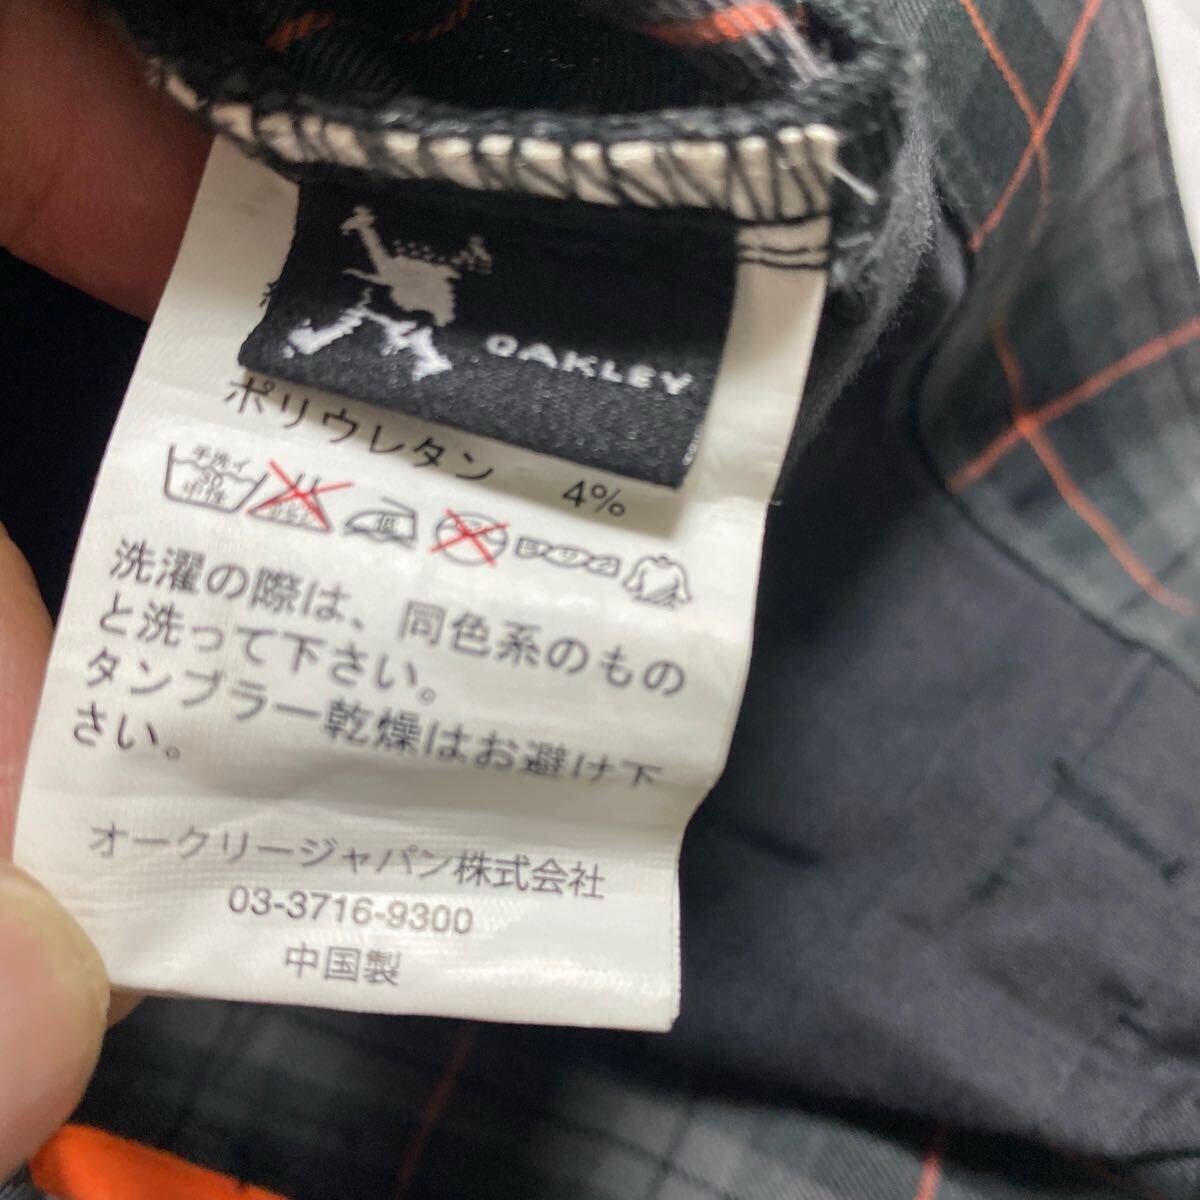 OAKLEY
ポリウレタン 4%
手洗イ
30
中性
低
洗濯の際は、同色系のもの
と洗って下さい。
タンブラー乾燥はお避け下
さい。
オークリージャパン株式会社
03-3716-9300
中国製